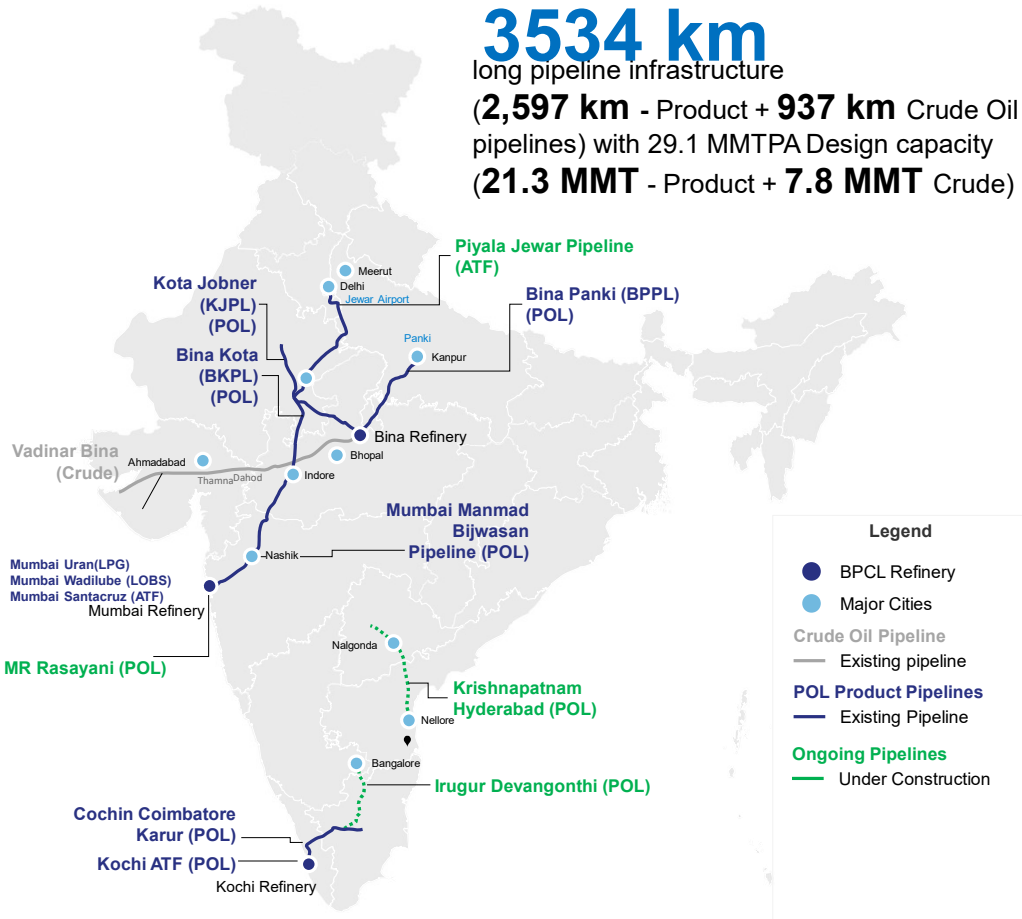 3534 km
long pipeline infrastructure
(2,597 km - Product + 937 km Crude Oil
pipelines) with 29.1 MMTPA Design capacity
(21.3 MMT - Product + 7.8 MMT Crude)
Piyala Jewar Pipeline
(ATF)
Meerut
Delhi
Jewar Airport
Kota Jobner
(KJPL)
(POL)
Bina Panki (BPPL)
(POL)
Panki
Kanpur
Bina Kota
(BKPL)
(POL)
Bina Refinery
Vadinar Bina
(Crude)
Ahmadabad
Bhopal
Thamna
Dahod
Indore
Mumbai Manmad
Bijwasan
Pipeline (POL)
Nashik
Mumbai Uran(LPG)
Mumbai Wadilube (LOBS)
Mumbai Santacruz (ATF)
Mumbai Refinery
MR Rasayani (POL)
Nalgonda
Krishnapatnam
Hyderabad (POL)
Nellore
Bangalore
Irugur Devangonthi (POL)
Cochin Coimbatore
Karur (POL)
Kochi ATF (POL)
Kochi Refinery
Legend
BPCL Refinery
Major Cities
Crude Oil Pipeline
Existing pipeline
POL Product Pipelines
Existing Pipeline
Ongoing Pipelines
Under Construction